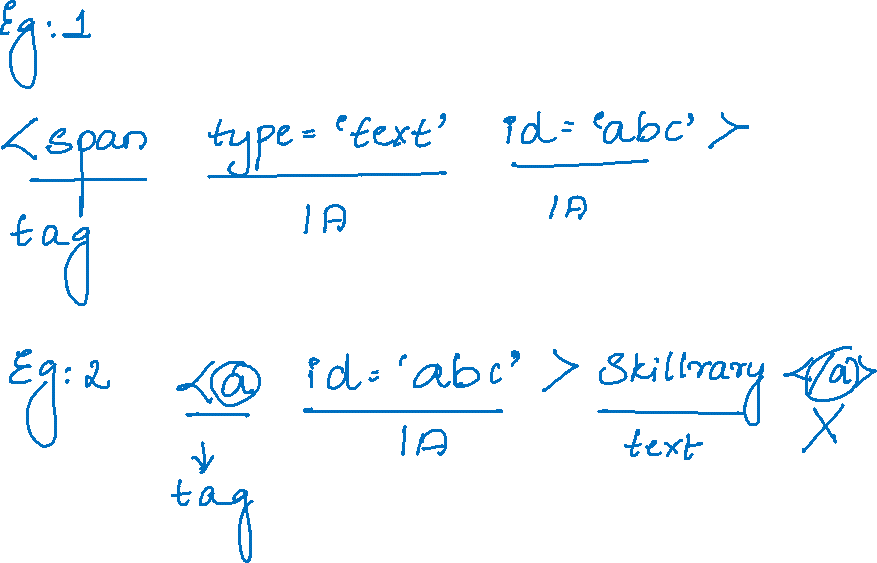 Eg:1
<span type='text' id='abc'>
tag 1A 1A
Eg:2 <a id='abc'> Skillrary </a>
1A text X
tag